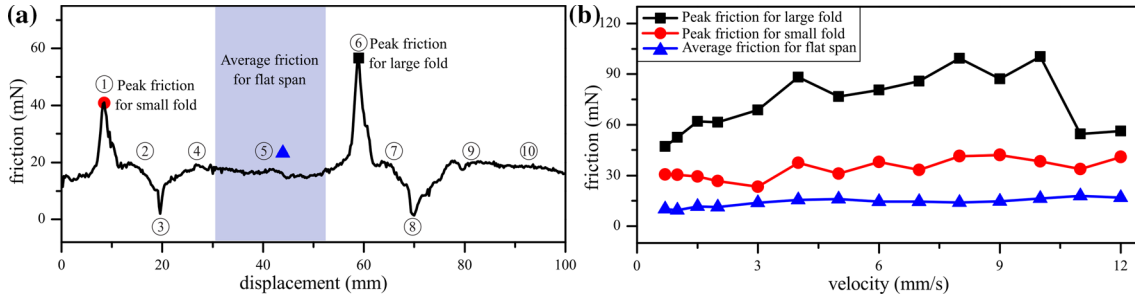 (a)
friction (mN)
60
40
20
0
① Peak friction
for small fold
②
③
④
Average friction
for flat span
⑤
⑥ Peak friction
for large fold
⑦
⑧
⑨
⑩
0 20 40 60 80 100
displacement (mm)
(b)
friction (mN)
120
90
60
30
0
Peak friction for large fold
Peak friction for small fold
Average friction for flat span
0 3 6 9 12
velocity (mm/s)